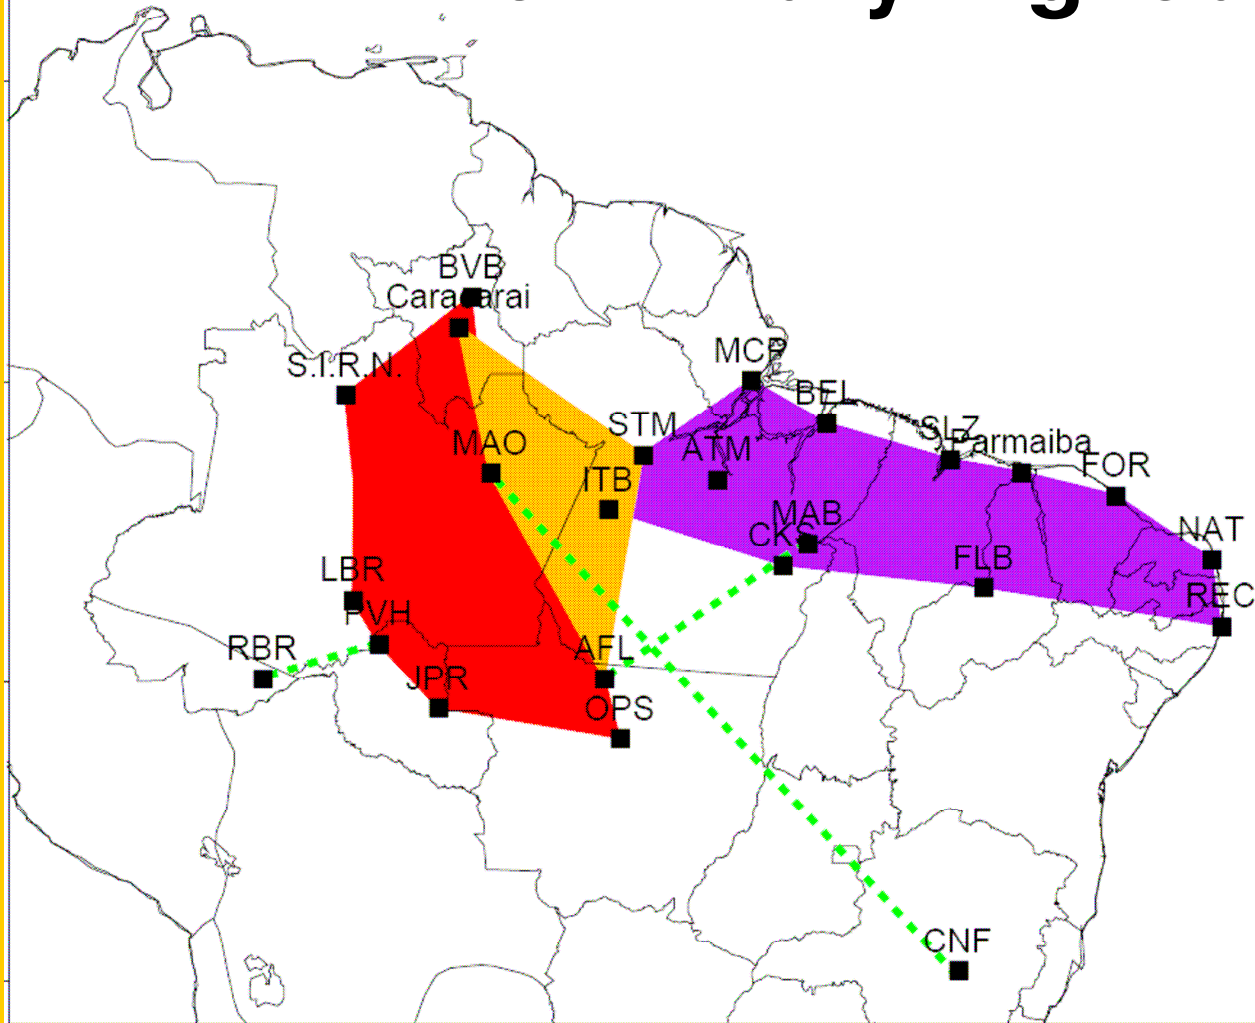 BVB
Caracarai
MCP
S.I.R.N.
BEL
SLZ
STM
Parmaiba
MAO
ATM
FOR
ITB
MAB
NAT
CKS
FLB
LBR
REC
PVH
RBR
AFL
JPR
OPS
CNF